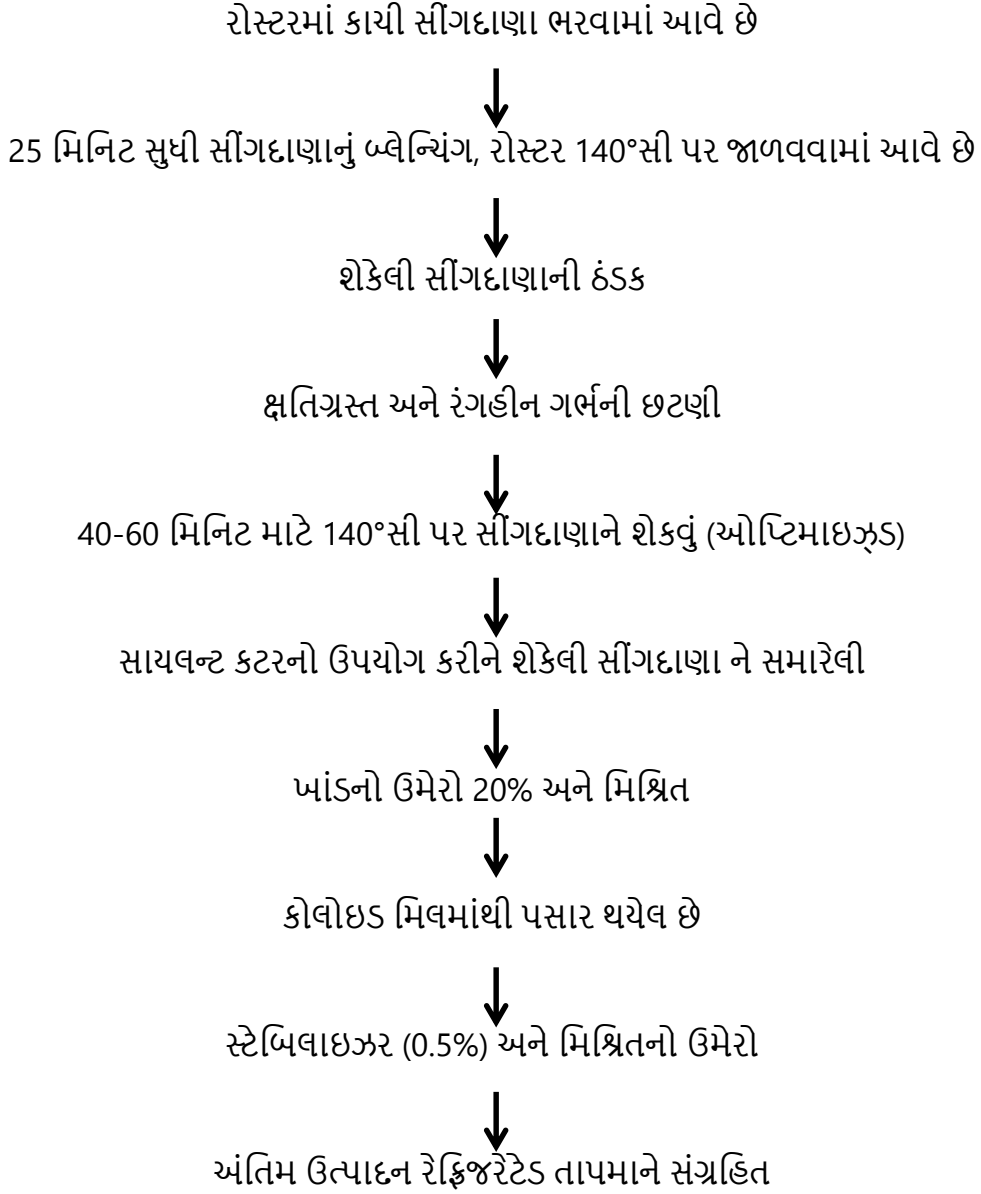 રોસ્ટરમાં કાચી સીંગદાણા ભરવામાં આવે છે
25 મિનિટ સુધી સીંગદાણાનું બ્લેન્ચિંગ, રોસ્ટર 140°સી પર જાળવવામાં આવે છે
શેકેલી સીંગદાણાની ઠંડક
ક્ષતિગ્રસ્ત અને રંગહીન ગર્ભની છટણી
40-60 મિનિટ માટે 140°સી પર સીંગદાણાને શેકવું (ઓપ્ટિમાઇઝ્ડ)
સાયલન્ટ કટરનો ઉપયોગ કરીને શેકેલી સીંગદાણા ને સમારેલી
ખાંડનો ઉમેરો 20% અને મિશ્રિત
કોલોઇડ મિલમાંથી પસાર થયેલ છે
સ્ટેબિલાઇઝર (0.5%) અને મિશ્રિતનો ઉમેરો
અંતિમ ઉત્પાદન રેફ્રિજરેટેડ તાપમાને સંગ્રહિત